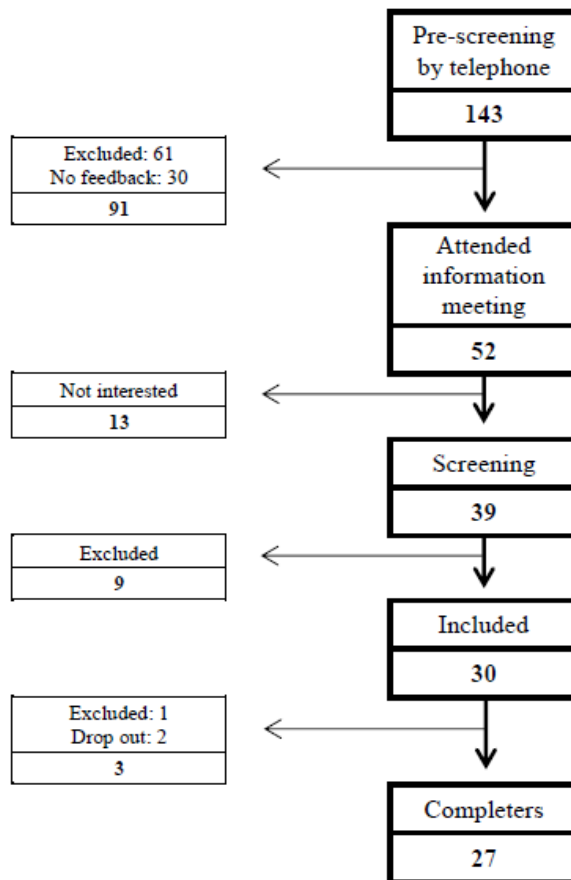 Pre-screening
by telephone
143
Excluded: 61
No feedback: 30
91
Attended
information
meeting
52
Not interested
13
Screening
39
Excluded
9
Included
30
Excluded: 1
Drop out: 2
3
Completers
27